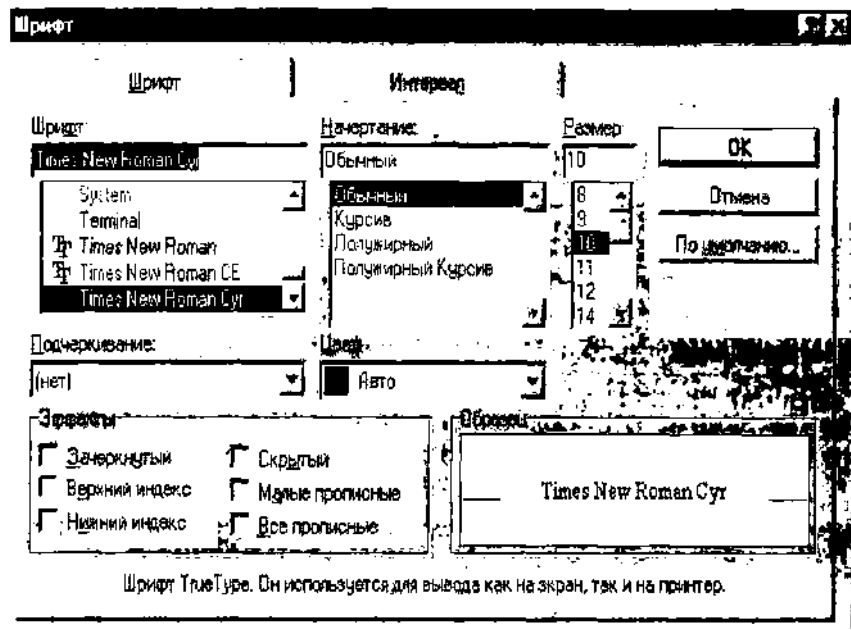 Шрифт
Шрифт
Интервал
Шрифт: Начертание: Размер:
Times New Roman Cyr Обычный 10 OK
System Обычный 8 Отмена
Terminal Курсив 9
Times New Roman Полужирный 10 По умолчанию...
Times New Roman CE Полужирный Курсив 11
Times New Roman Cyr 12
14
Подчеркивание: Цвет:
(нет) Авто
Эффекты Образец
Зачеркнутый Скрытый
Верхний индекс Малые прописные Times New Roman Cyr
Нижний индекс Все прописные
Шрифт TrueType. Он используется для вывода как на экран, так и на принтер.